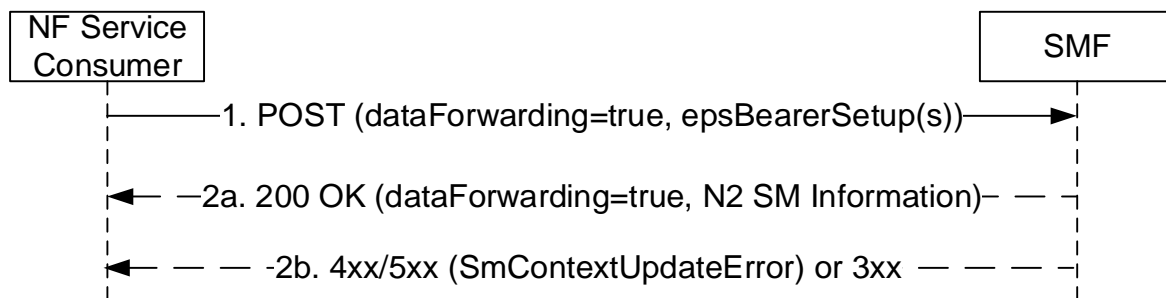 NF Service
Consumer
SMF
1. POST (dataForwarding=true, epsBearerSetup(s))
2a. 200 OK (dataForwarding=true, N2 SM Information)
2b. 4xx/5xx (SmContextUpdateError) or 3xx